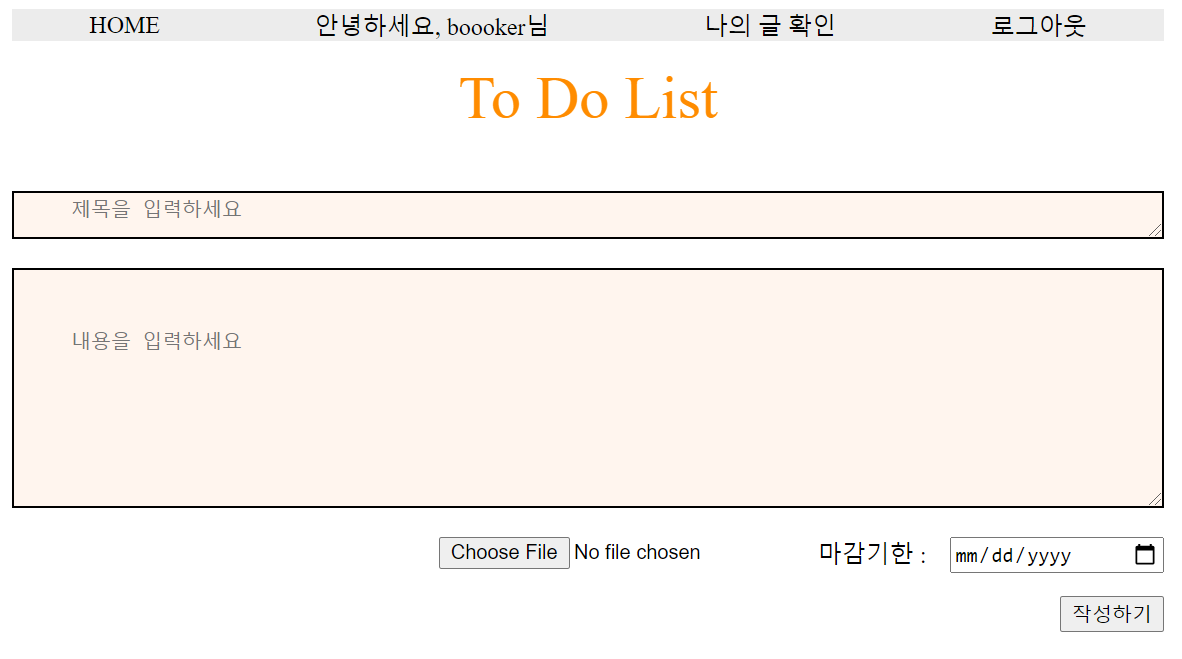 HOME 안녕하세요, boooker님 나의 글 확인 로그아웃
To Do List
제목을 입력하세요
내용을 입력하세요
Choose File No file chosen 마감기한 : mm/dd/yyyy
작성하기